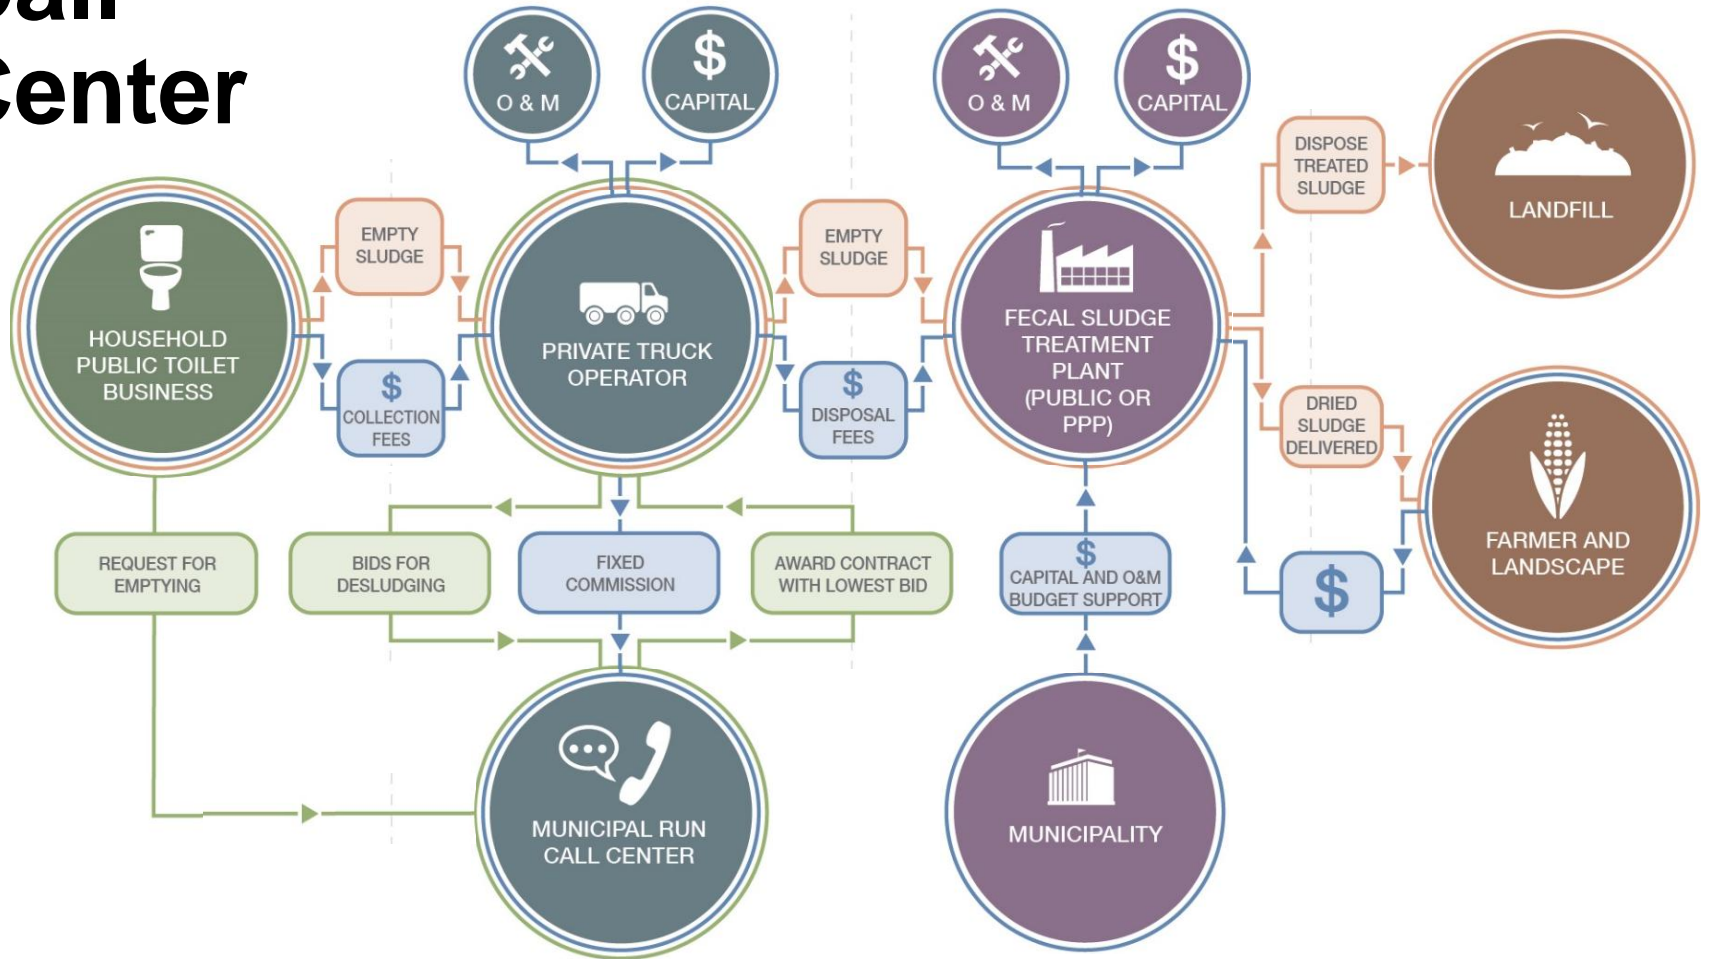 Center
O & M
$
CAPITAL
O & M
$
CAPITAL
DISPOSE
TREATED
SLUDGE
LANDFILL
HOUSEHOLD
PUBLIC TOILET
BUSINESS
EMPTY
SLUDGE
$
COLLECTION
FEES
PRIVATE TRUCK
OPERATOR
EMPTY
SLUDGE
$
DISPOSAL
FEES
FECAL SLUDGE
TREATMENT
PLANT
(PUBLIC OR
PPP)
DRIED
SLUDGE
DELIVERED
$
FARMER AND
LANDSCAPE
REQUEST FOR
EMPTYING
BIDS FOR
DESLUDGING
FIXED
COMMISSION
AWARD CONTRACT
WITH LOWEST BID
$
CAPITAL AND O&M
BUDGET SUPPORT
MUNICIPAL RUN
CALL CENTER
MUNICIPALITY